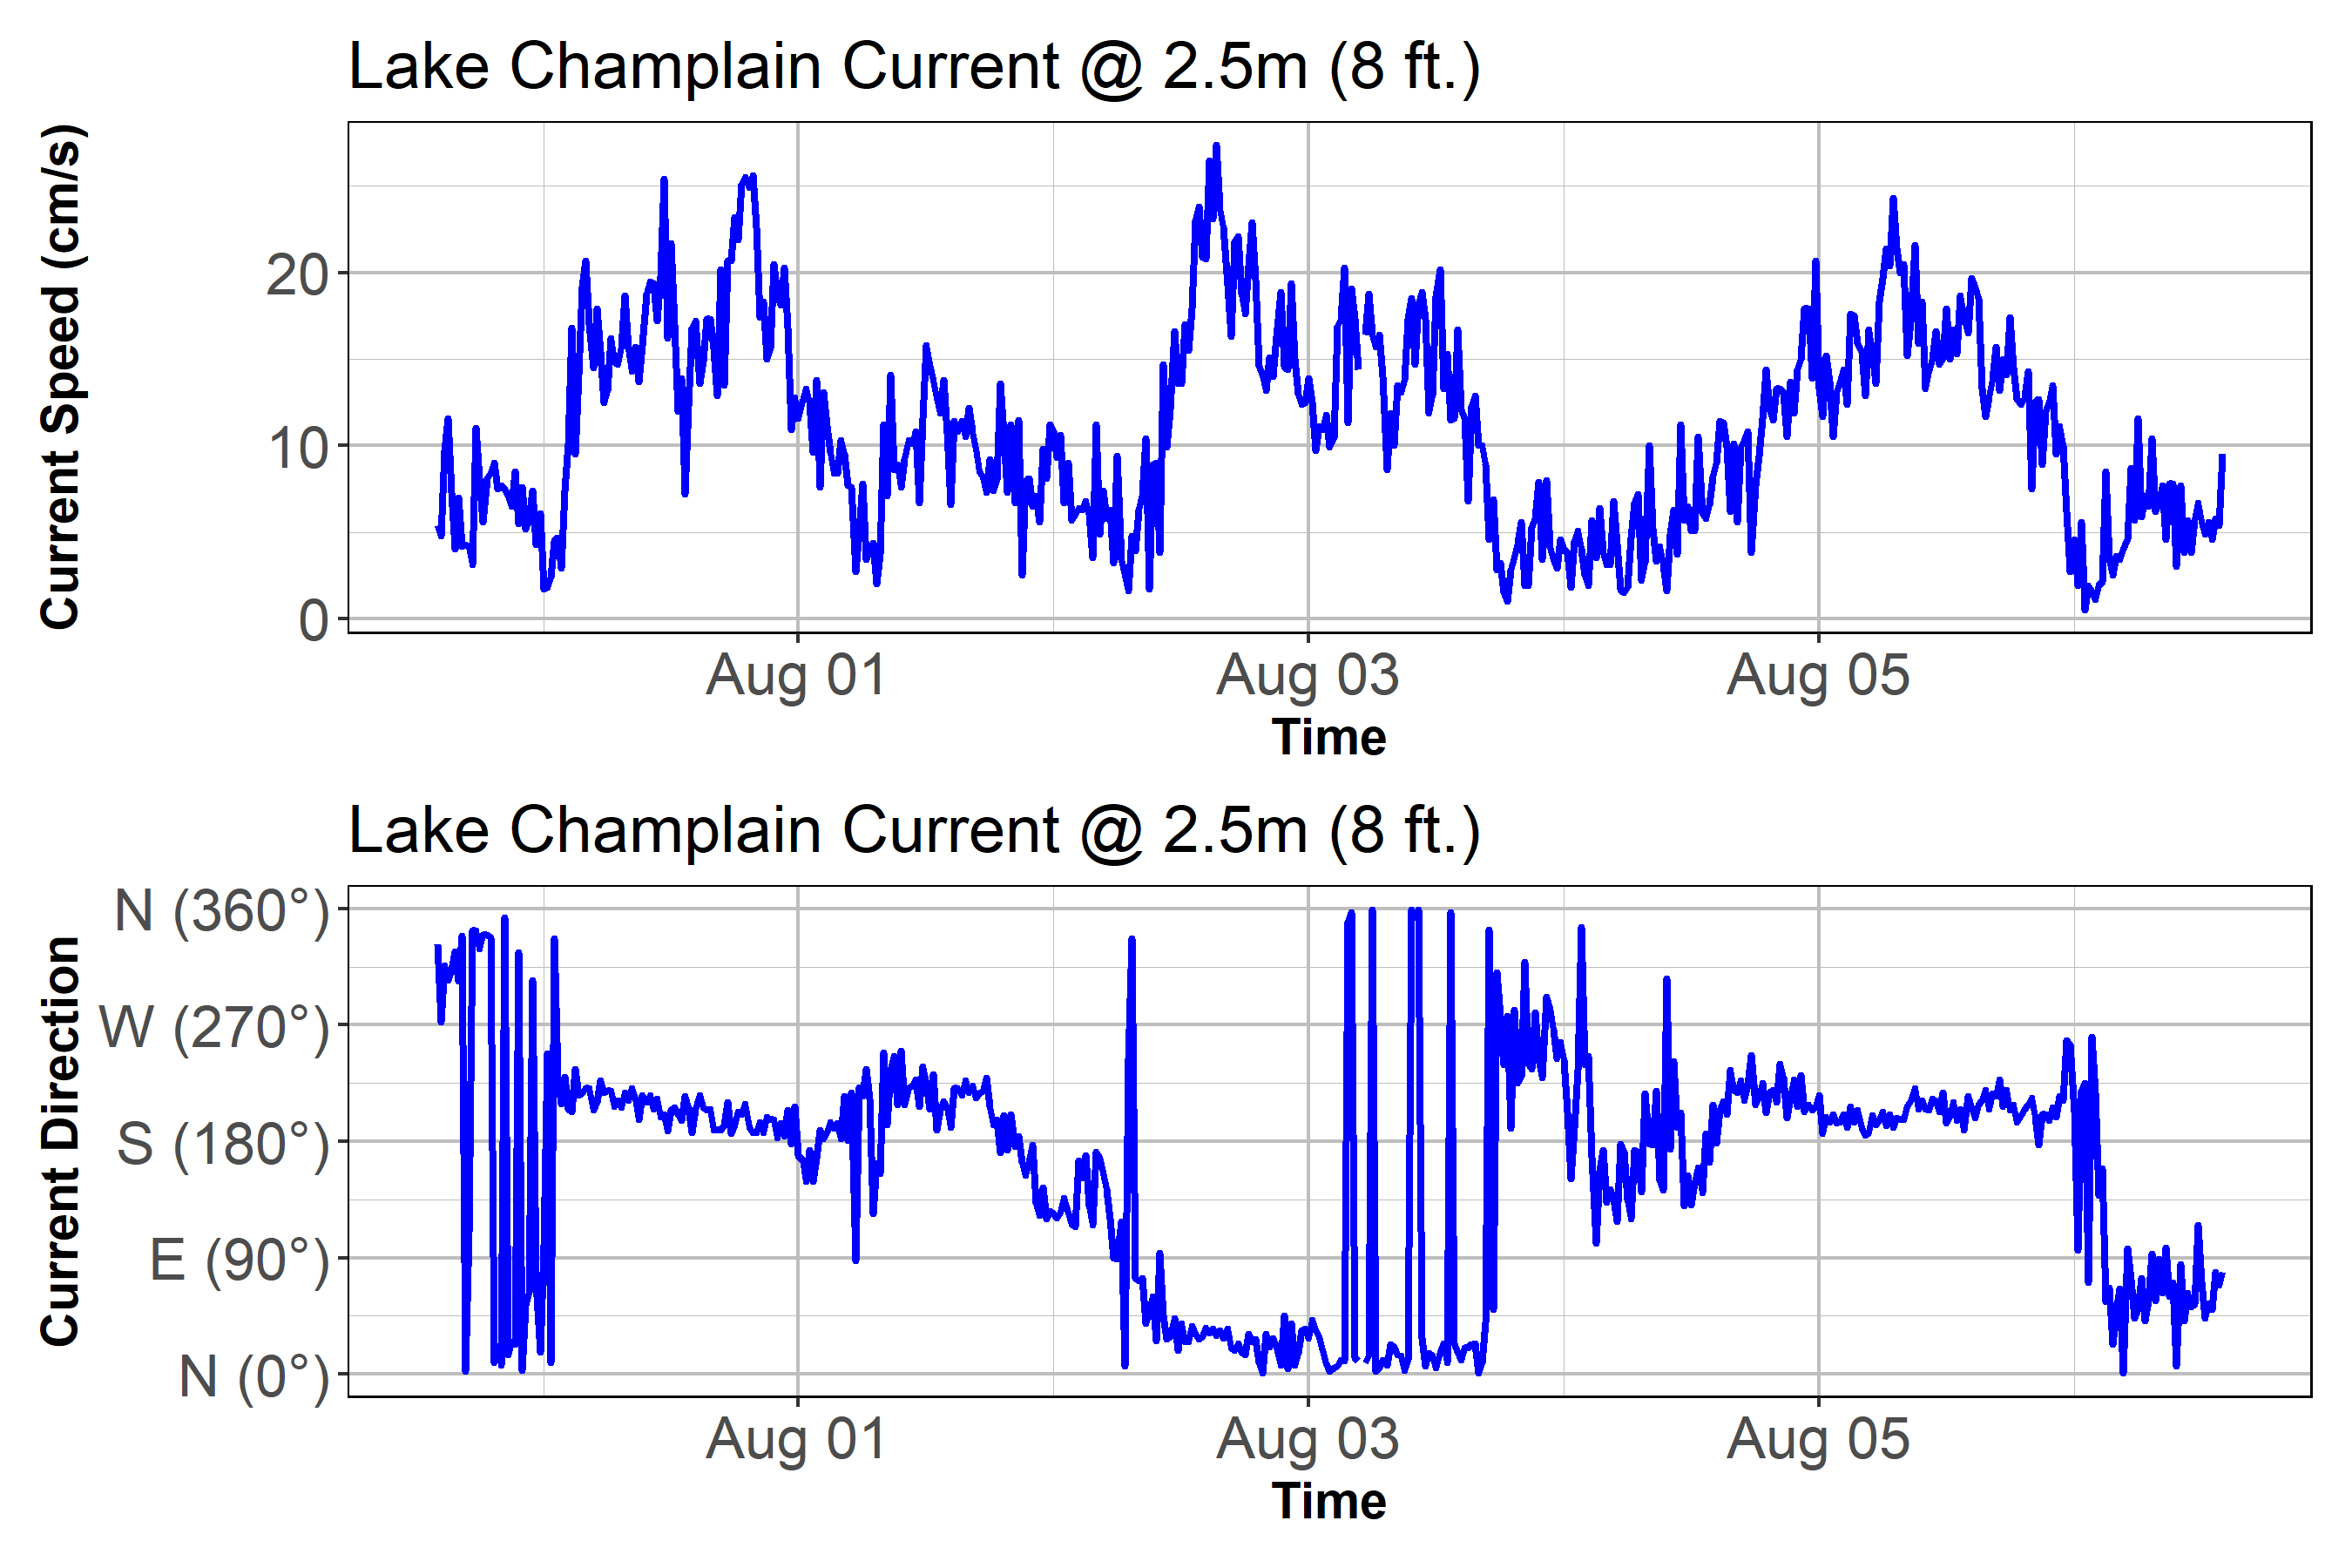 Lake Champlain Current @ 2.5m (8 ft.)
Current Speed (cm/s)
20
10
0
Aug 01 Aug 03 Aug 05
Time
Lake Champlain Current @ 2.5m (8 ft.)
Current Direction
N (360°)
W (270°)
S (180°)
E (90°)
N (0°)
Aug 01 Aug 03 Aug 05
Time